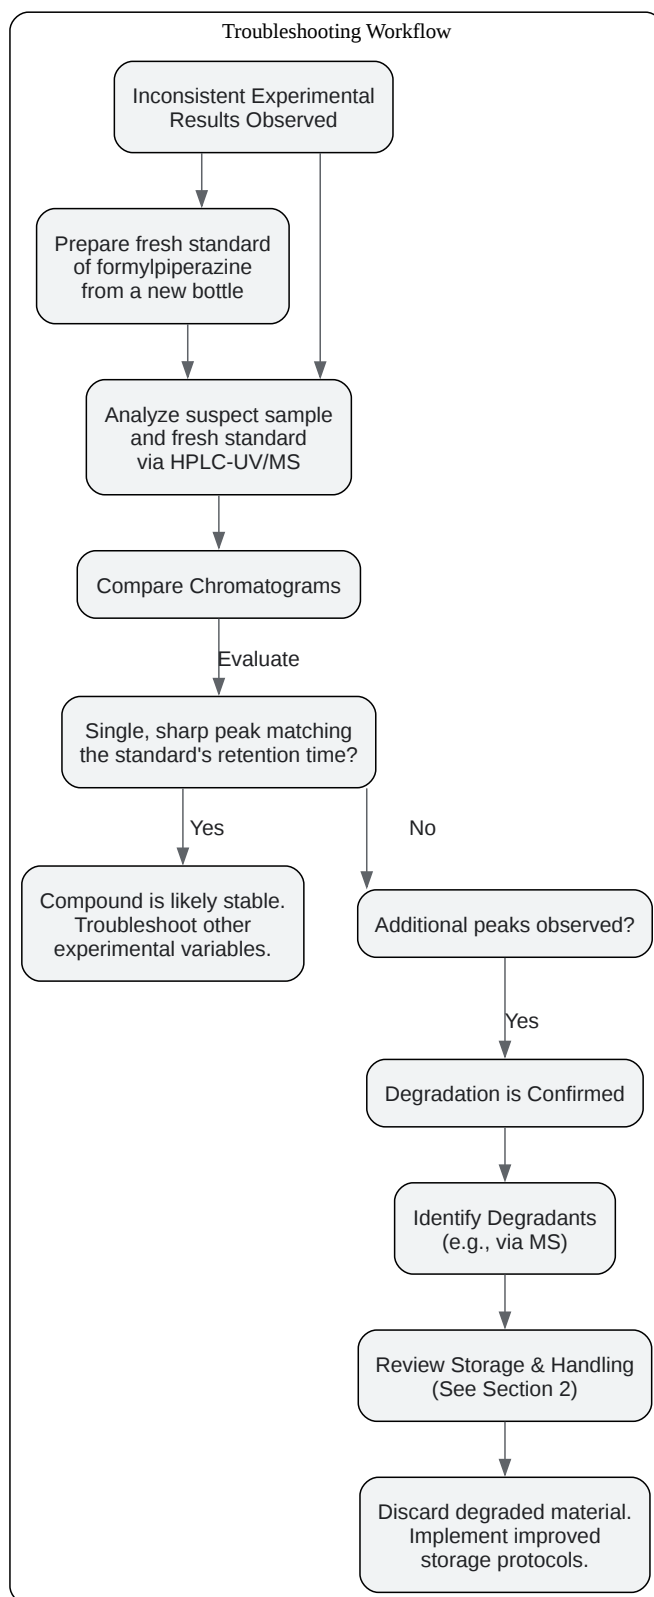 Troubleshooting Workflow
Inconsistent Experimental
Results Observed
Prepare fresh standard
of formylpiperazine
from a new bottle
Analyze suspect sample
and fresh standard
via HPLC-UV/MS
Compare Chromatograms
Evaluate
Single, sharp peak matching
the standard's retention time?
Yes
No
Compound is likely stable.
Troubleshoot other
experimental variables.
Additional peaks observed?
Yes
Degradation is Confirmed
Identify Degradants
(e.g., via MS)
Review Storage & Handling
(See Section 2)
Discard degraded material.
Implement improved
storage protocols.